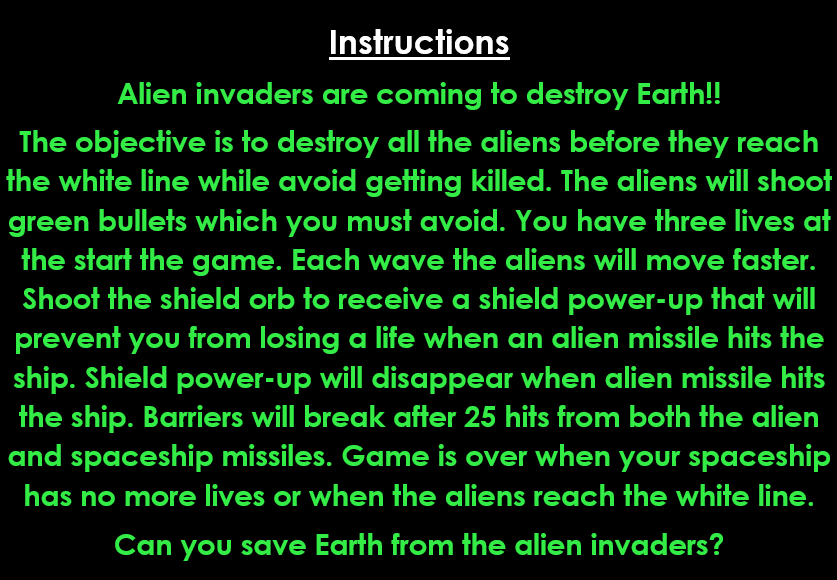 Instructions
Alien invaders are coming to destroy Earth!!
The objective is to destroy all the aliens before they reach
the white line while avoid getting killed. The aliens will shoot
green bullets which you must avoid. You have three lives at
the start the game. Each wave the aliens will move faster.
Shoot the shield orb to receive a shield power-up that will
prevent you from losing a life when an alien missile hits the
ship. Shield power-up will disappear when alien missile hits
the ship. Barriers will break after 25 hits from both the alien
and spaceship missiles. Game is over when your spaceship
has no more lives or when the aliens reach the white line.
Can you save Earth from the alien invaders?